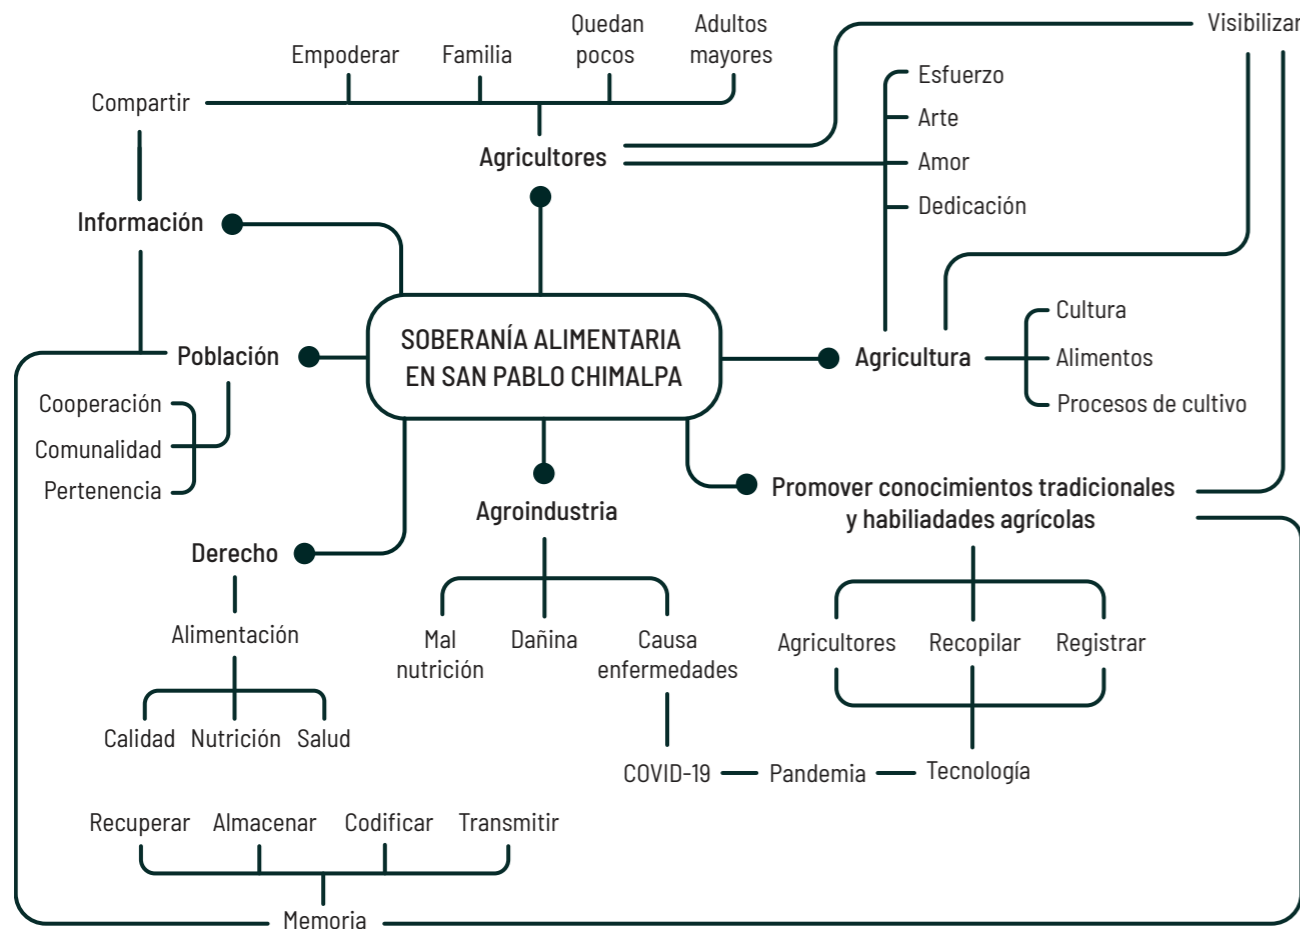 Quedan
pocos
Adultos
mayores
Visibilizar
Empoderar
Familia
Compartir
Agricultores
Esfuerzo
Arte
Amor
Dedicación
Información
SOBERANÍA ALIMENTARIA
EN SAN PABLO CHIMALPA
Población
Cooperación
Comunalidad
Pertenencia
Agricultura
Cultura
Alimentos
Procesos de cultivo
Promover conocimientos tradicionales
y habiliadades agrícolas
Agroindustria
Derecho
Alimentación
Calidad
Nutrición
Salud
Mal
nutrición
Dañina
Causa
enfermedades
Agricultores
Recopilar
Registrar
COVID-19
Pandemia
Tecnología
Recuperar
Almacenar
Codificar
Transmitir
Memoria